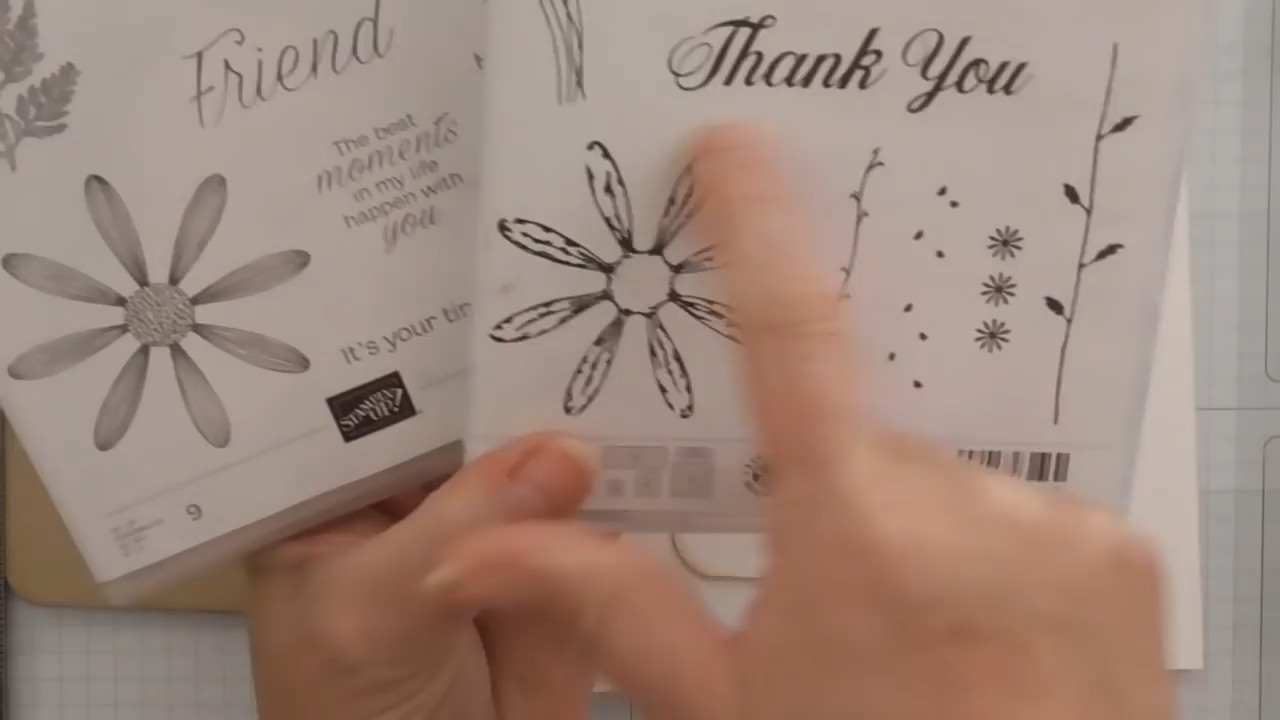 Friend
The best
moments
in my life
happen with
you
It's your
STAMPIN' UP!
9
Thank You